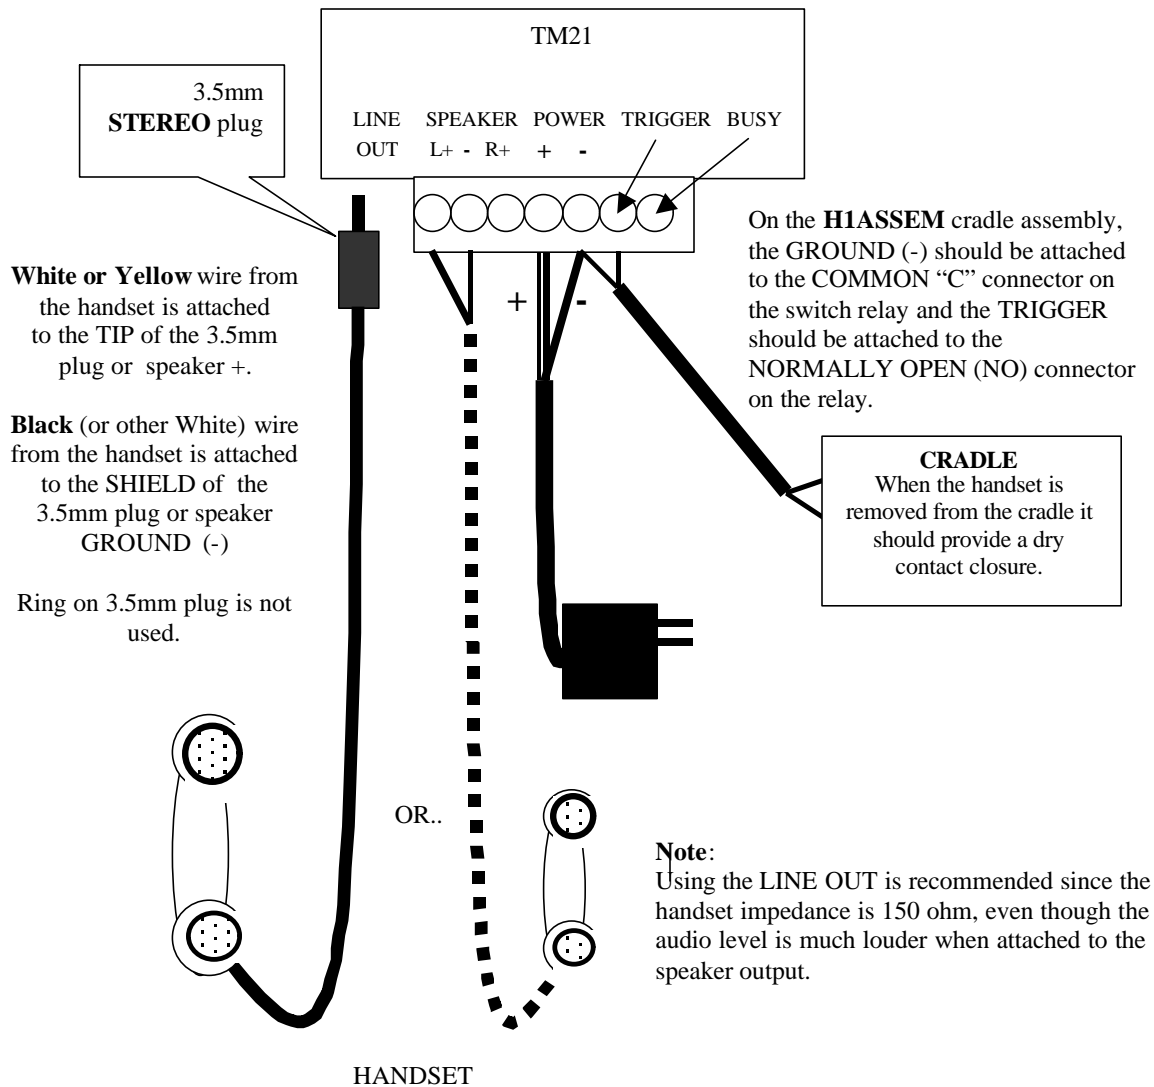 TM21
3.5mm
STEREO plug
LINE SPEAKER POWER TRIGGER BUSY
OUT L+ - R+ + -
On the H1ASSEM cradle assembly,
the GROUND (-) should be attached
to the COMMON “C” connector on
the switch relay and the TRIGGER
should be attached to the
NORMALLY OPEN (NO) connector
on the relay.
White or Yellow wire from
the handset is attached
to the TIP of the 3.5mm
plug or speaker +.
+ -
Black (or other White) wire
from the handset is attached
to the SHIELD of the
3.5mm plug or speaker
GROUND (-)
Ring on 3.5mm plug is not
used.
CRADLE
When the handset is
removed from the cradle it
should provide a dry
contact closure.
OR..
Note:
Using the LINE OUT is recommended since the
handset impedance is 150 ohm, even though the
audio level is much louder when attached to the
speaker output.
HANDSET